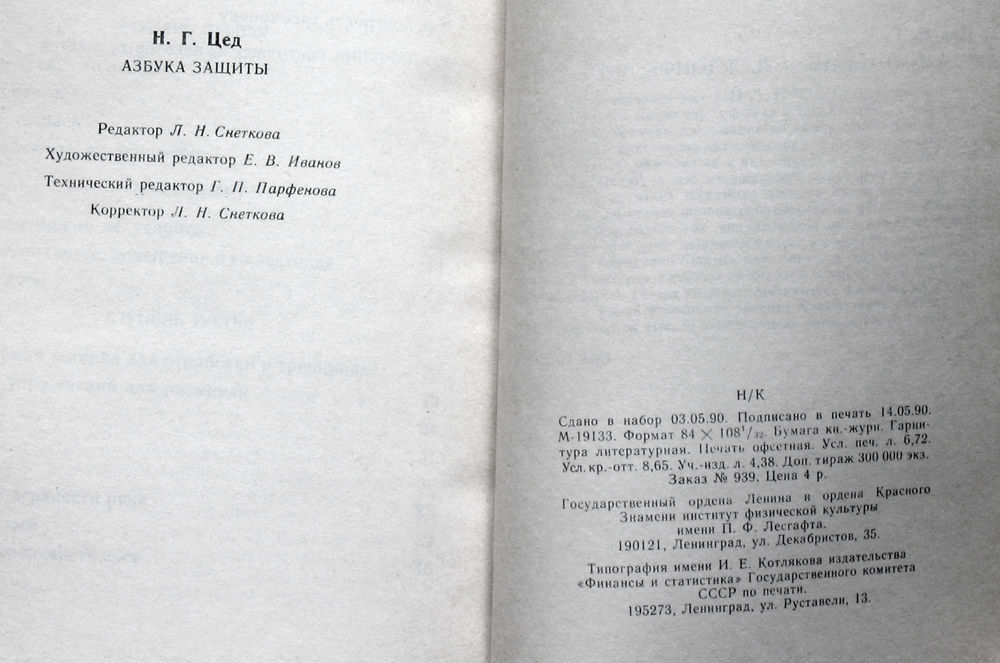 Н. Г. Цед
АЗБУКА ЗАЩИТЫ
Редактор Л. Н. Снеткова
Художественный редактор Е. В. Иванов
Технический редактор Г. П. Парфенова
Корректор Л. Н. Снеткова
Н/К
Сдано в набор 03.05.90. Подписано в печать 14.05.90.
М-19133. Формат 84 × 108¹/₃₂. Бумага кн.-журн. Гарни-
тура литературная. Печать офсетная. Усл. печ. л. 6,72.
Усл. кр.-отт. 8,65. Уч.-изд. л. 4,38. Доп. тираж 300 000 экз.
Заказ № 939. Цена 4 р.
Государственный ордена Ленина и ордена Красного
Знамени институт физической культуры
имени П. Ф. Лесгафта.
190121, Ленинград, ул. Декабристов, 35.
Типография имени И. Е. Котлякова издательства
«Финансы и статистика» Государственного комитета
СССР по печати.
195273, Ленинград, ул. Руставели, 13.